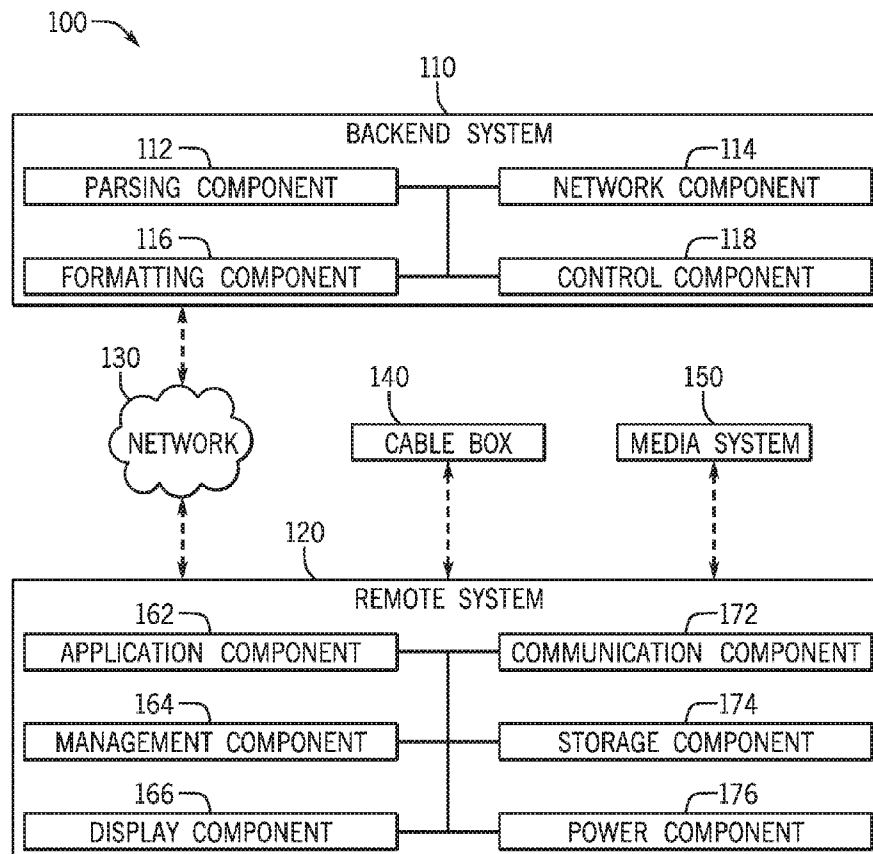 100
110
BACKEND SYSTEM
112
114
PARSING COMPONENT
NETWORK COMPONENT
116
118
FORMATTING COMPONENT
CONTROL COMPONENT
130
140
150
NETWORK
CABLE BOX
MEDIA SYSTEM
120
REMOTE SYSTEM
162
172
APPLICATION COMPONENT
COMMUNICATION COMPONENT
164
174
MANAGEMENT COMPONENT
STORAGE COMPONENT
166
176
DISPLAY COMPONENT
POWER COMPONENT